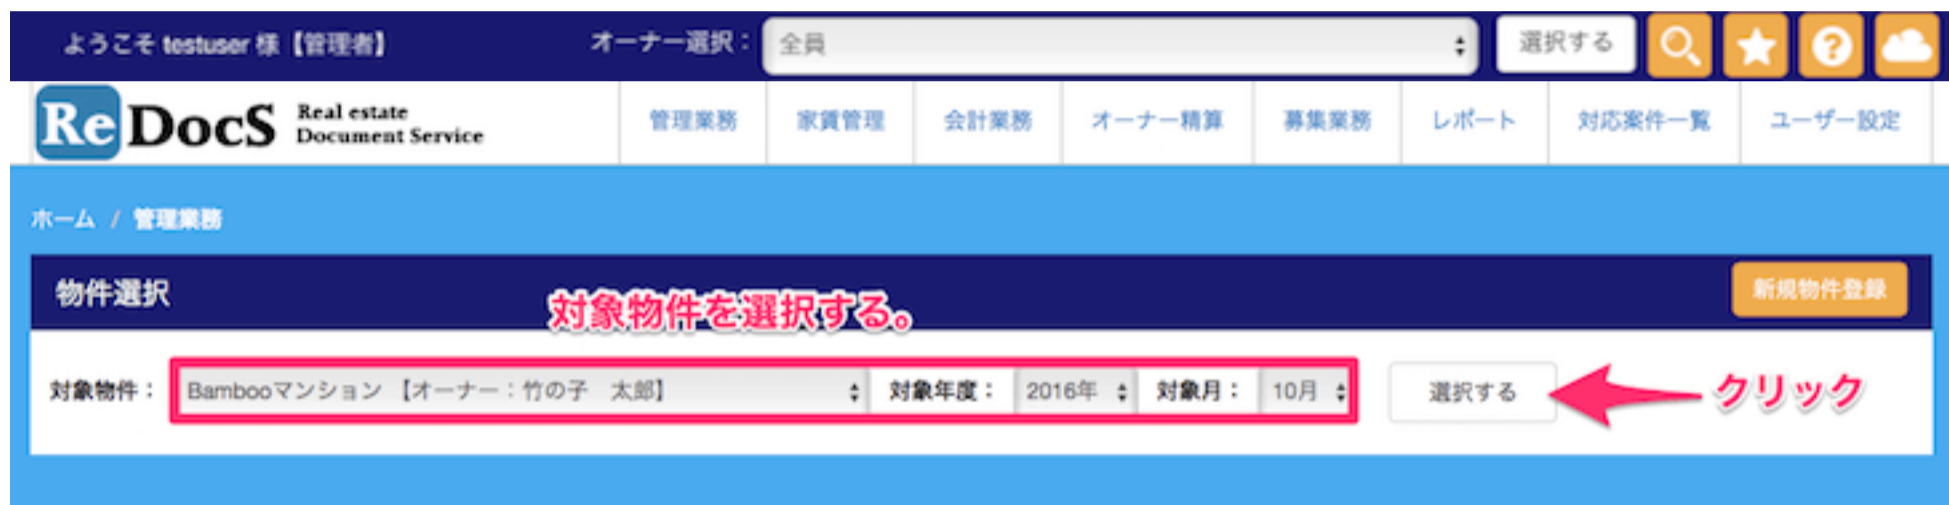 ようこそ testuser 様【管理者】 オーナー選択： 全員 選択する
ReDocS Real estate
Document Service
管理業務 家賃管理 会計業務 オーナー精算 募集業務 レポート 対応案件一覧 ユーザー設定
ホーム / 管理業務
物件選択 新規物件登録
対象物件を選択する。
対象物件： Bambooマンション 【オーナー：竹の子　太郎】 対象年度： 2016年 対象月： 10月 選択する クリック